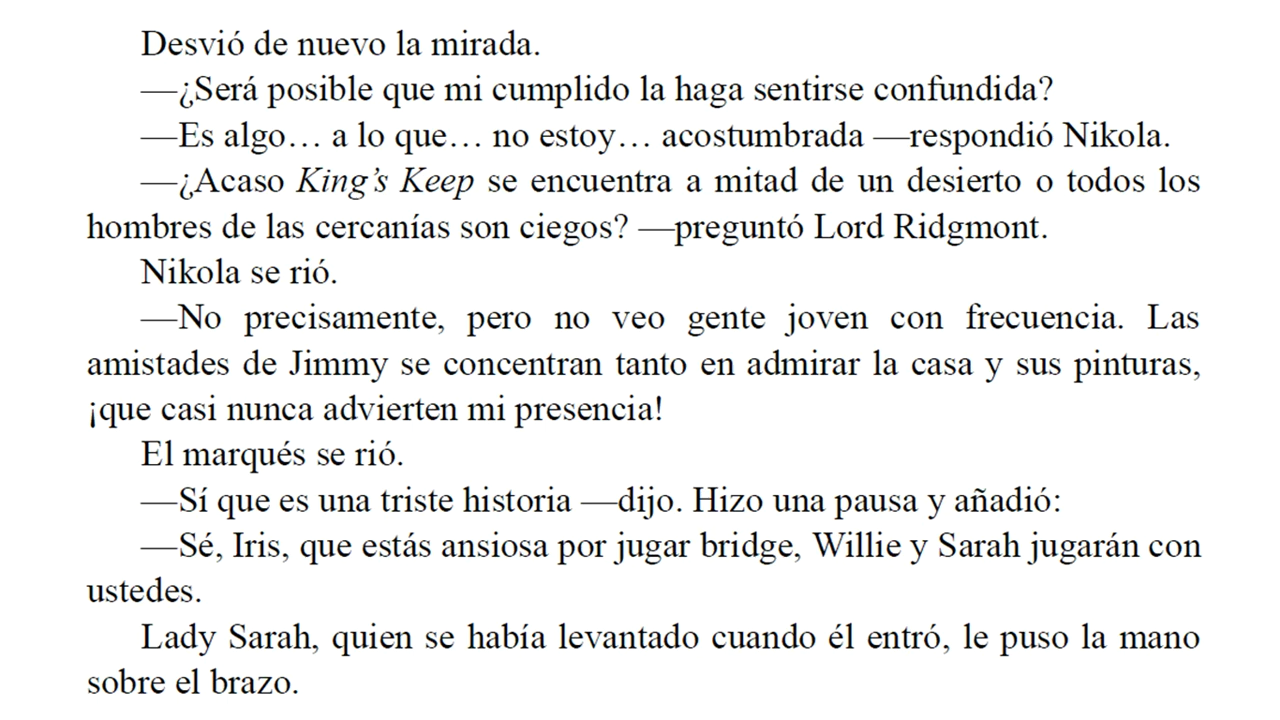 Desvió de nuevo la mirada.
—¿Será posible que mi cumplido la haga sentirse confundida?
—Es algo… a lo que… no estoy… acostumbrada —respondió Nikola.
—¿Acaso King’s Keep se encuentra a mitad de un desierto o todos los
hombres de las cercanías son ciegos? —preguntó Lord Ridgmont.
Nikola se rió.
—No precisamente, pero no veo gente joven con frecuencia. Las
amistades de Jimmy se concentran tanto en admirar la casa y sus pinturas,
¡que casi nunca advierten mi presencia!
El marqués se rió.
—Sí que es una triste historia —dijo. Hizo una pausa y añadió:
—Sé, Iris, que estás ansiosa por jugar bridge, Willie y Sarah jugarán con
ustedes.
Lady Sarah, quien se había levantado cuando él entró, le puso la mano
sobre el brazo.